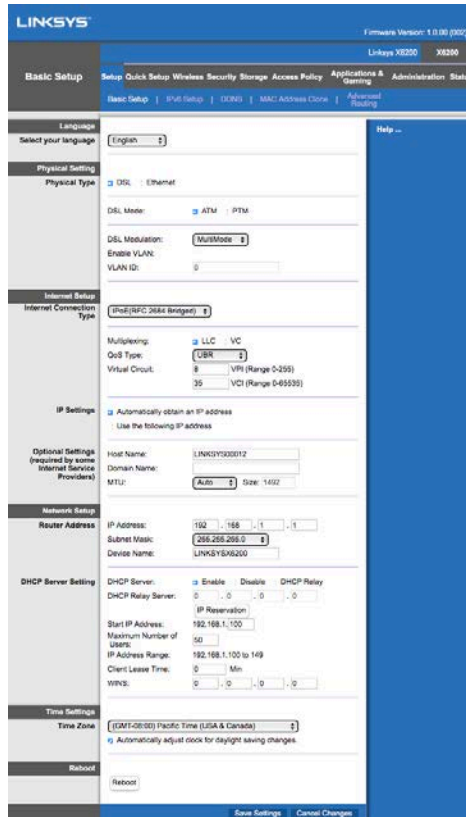 LINKSYS
Firmware Version: 1.0.00 (002)
Linksys X6200 X6200
Basic Setup
Setup Quick Setup Wireless Security Storage Access Policy Applications & Gaming Administration Stat
Basic Setup | IPv6 Setup | DDNS | MAC Address Clone | Advanced Routing
Help ...
Language
Select your language English
Physical Setting
Physical Type DSL Ethernet
DSL Mode: ATM PTM
DSL Modulation: MultiMode
Enable VLAN:
VLAN ID: 0
Internet Setup
Internet Connection Type IPoE(RFC 2684 Bridged)
Multiplexing: LLC VC
QoS Type: UBR
Virtual Circuit: 8 VPI (Range 0-255)
35 VCI (Range 0-65535)
IP Settings Automatically obtain an IP address
Use the following IP address
Optional Settings (required by some Internet Service Providers)
Host Name: LINKSYS00012
Domain Name:
MTU: Auto Size: 1492
Network Setup
Router Address IP Address: 192 . 168 . 1 . 1
Subnet Mask: 255.255.255.0
Device Name: LINKSYSX6200
DHCP Server Setting DHCP Server: Enable Disable DHCP Relay
DHCP Relay Server: 0 . 0 . 0 . 0
IP Reservation
Start IP Address: 192.168.1. 100
Maximum Number of Users: 50
IP Address Range: 192.168.1.100 to 149
Client Lease Time: 0 Min
WINS: 0 . 0 . 0 . 0
Time Settings
Time Zone (GMT-08:00) Pacific Time (USA & Canada)
Automatically adjust clock for daylight saving changes.
Reboot
Reboot
Save Settings Cancel Changes